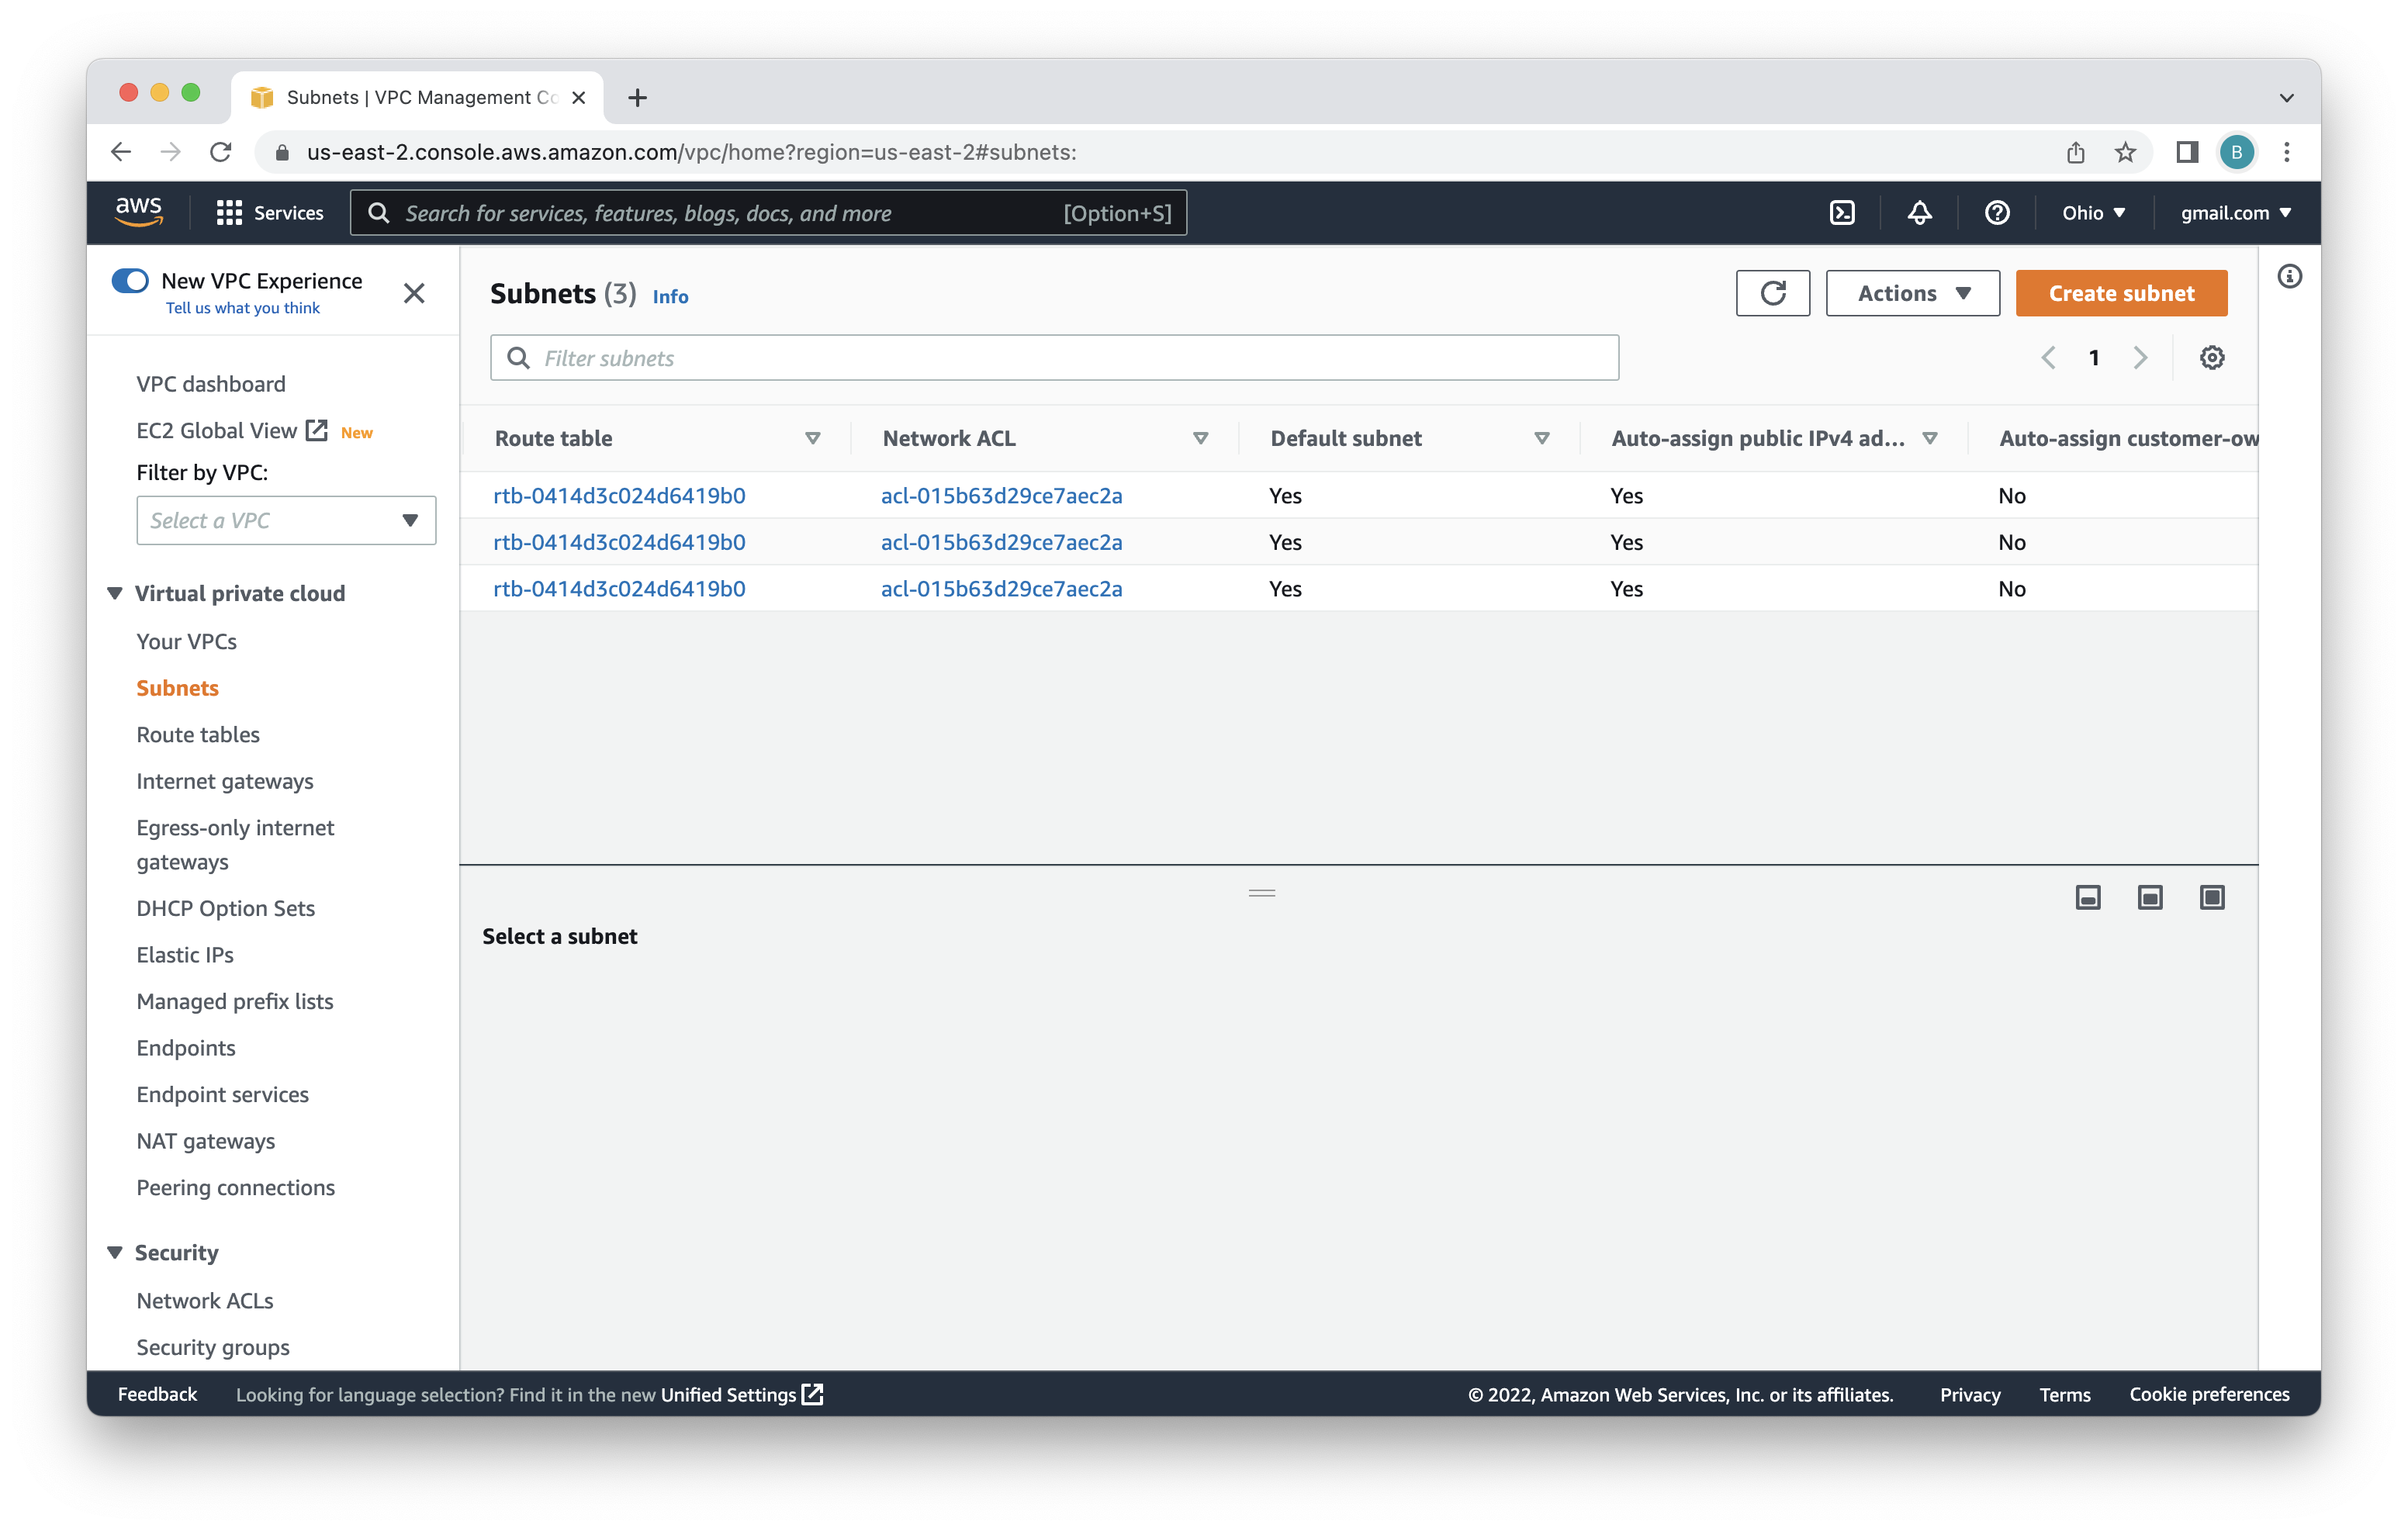 Subnets | VPC Management Co
us-east-2.console.aws.amazon.com/vpc/home?region=us-east-2#subnets:
B
aws
Services
Search for services, features, blogs, docs, and more
[Option+S]
Ohio
gmail.com
New VPC Experience
Tell us what you think
VPC dashboard
EC2 Global View
New
Filter by VPC:
Select a VPC
Virtual private cloud
Your VPCs
Subnets
Route tables
Internet gateways
Egress-only internet
gateways
DHCP Option Sets
Elastic IPs
Managed prefix lists
Endpoints
Endpoint services
NAT gateways
Peering connections
Security
Network ACLs
Security groups
Subnets (3) Info
Actions
Create subnet
Filter subnets
1
Route table Network ACL Default subnet Auto-assign public IPv4 ad... Auto-assign customer-ow
rtb-0414d3c024d6419b0 acl-015b63d29ce7aec2a Yes Yes No
rtb-0414d3c024d6419b0 acl-015b63d29ce7aec2a Yes Yes No
rtb-0414d3c024d6419b0 acl-015b63d29ce7aec2a Yes Yes No
Select a subnet
Feedback
Looking for language selection? Find it in the new Unified Settings
© 2022, Amazon Web Services, Inc. or its affiliates.
Privacy
Terms
Cookie preferences